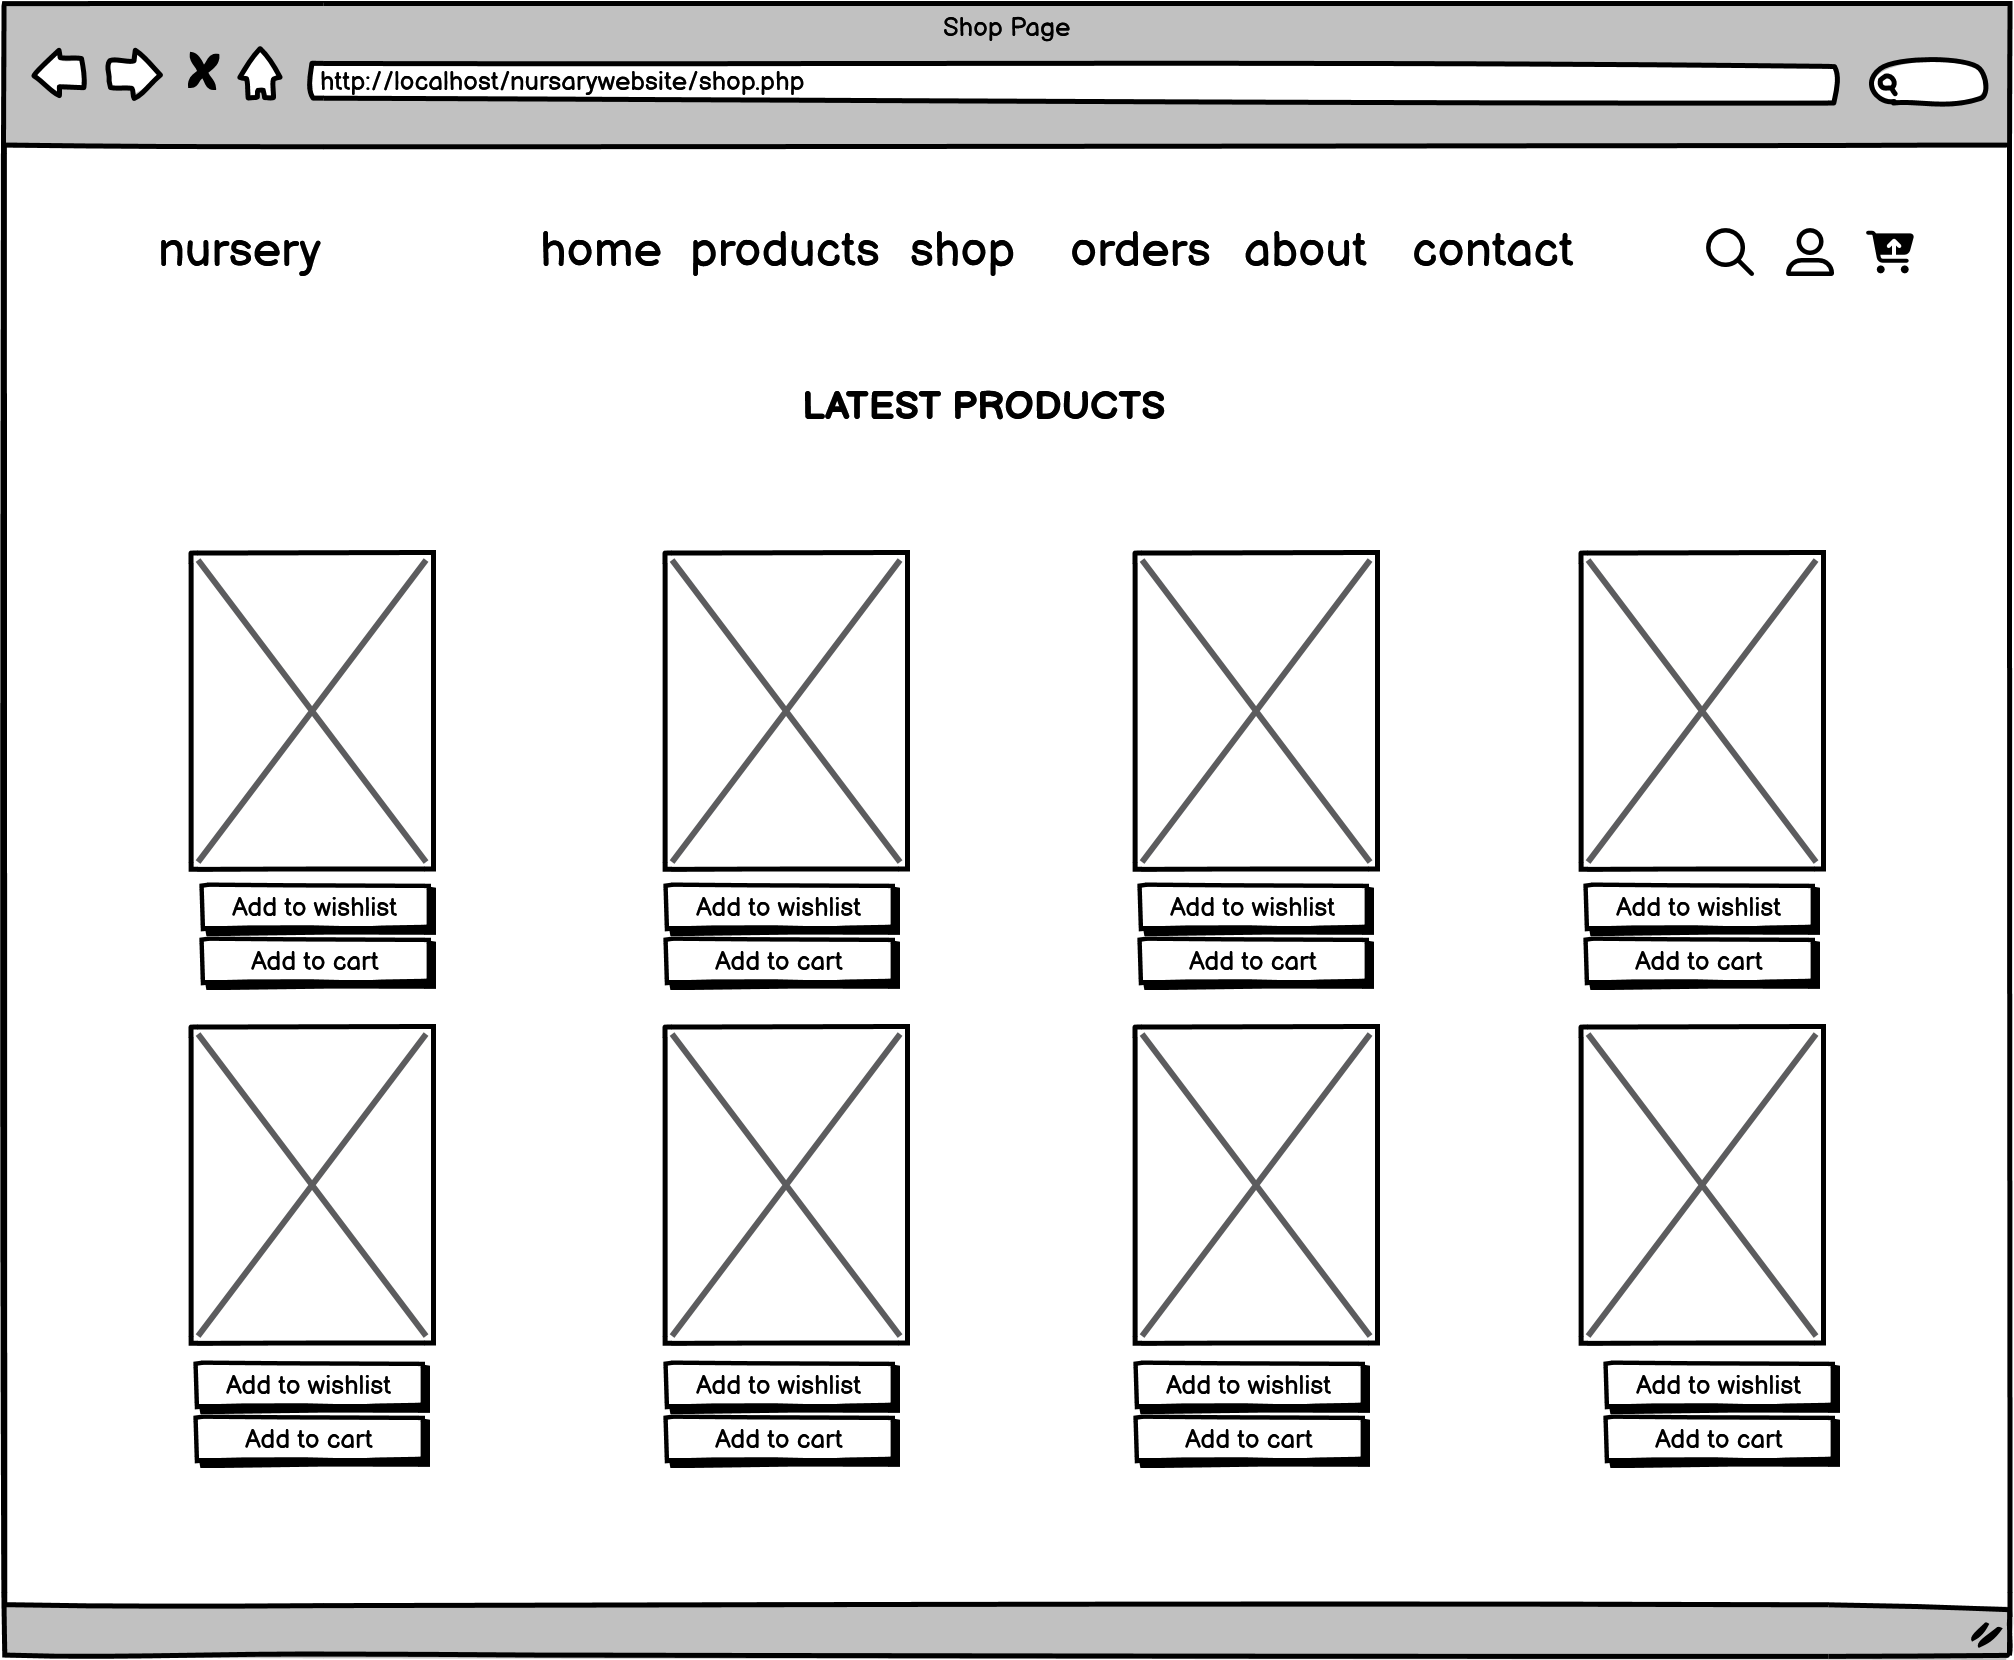 Shop Page
http://localhost/nursarywebsite/shop.php
nursery home products shop orders about contact
LATEST PRODUCTS
Add to wishlist Add to wishlist Add to wishlist Add to wishlist
Add to cart Add to cart Add to cart Add to cart
Add to wishlist Add to wishlist Add to wishlist Add to wishlist
Add to cart Add to cart Add to cart Add to cart